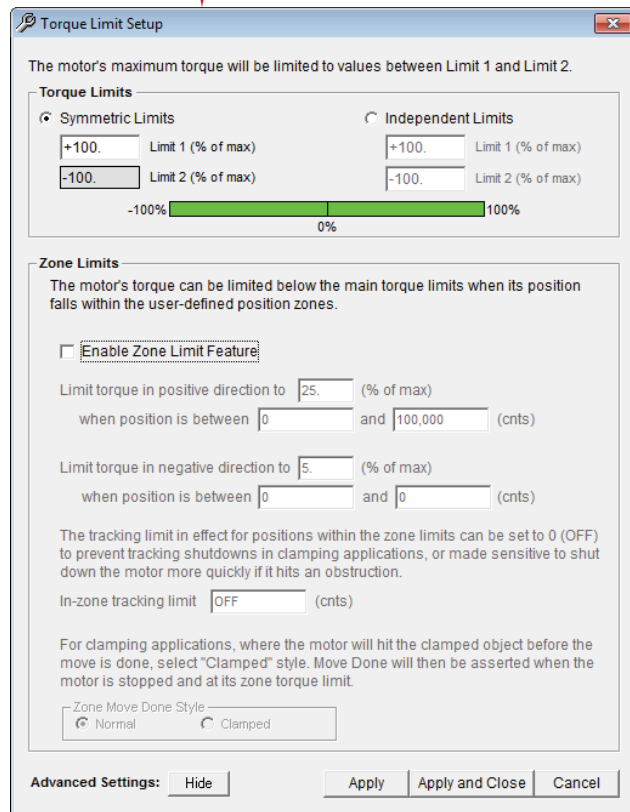 Torque Limit Setup
The motor's maximum torque will be limited to values between Limit 1 and Limit 2.
Torque Limits
Symmetric Limits
Independent Limits
+100. Limit 1 (% of max)
+100. Limit 1 (% of max)
-100. Limit 2 (% of max)
-100. Limit 2 (% of max)
-100% 100%
0%
Zone Limits
The motor's torque can be limited below the main torque limits when its position
falls within the user-defined position zones.
Enable Zone Limit Feature
Limit torque in positive direction to 25. (% of max)
when position is between 0 and 100,000 (cnts)
Limit torque in negative direction to 5. (% of max)
when position is between 0 and 0 (cnts)
The tracking limit in effect for positions within the zone limits can be set to 0 (OFF)
to prevent tracking shutdowns in clamping applications, or made sensitive to shut
down the motor more quickly if it hits an obstruction.
In-zone tracking limit OFF (cnts)
For clamping applications, where the motor will hit the clamped object before the
move is done, select "Clamped" style. Move Done will then be asserted when the
motor is stopped and at its zone torque limit.
Zone Move Done Style
Normal Clamped
Advanced Settings: Hide Apply Apply and Close Cancel